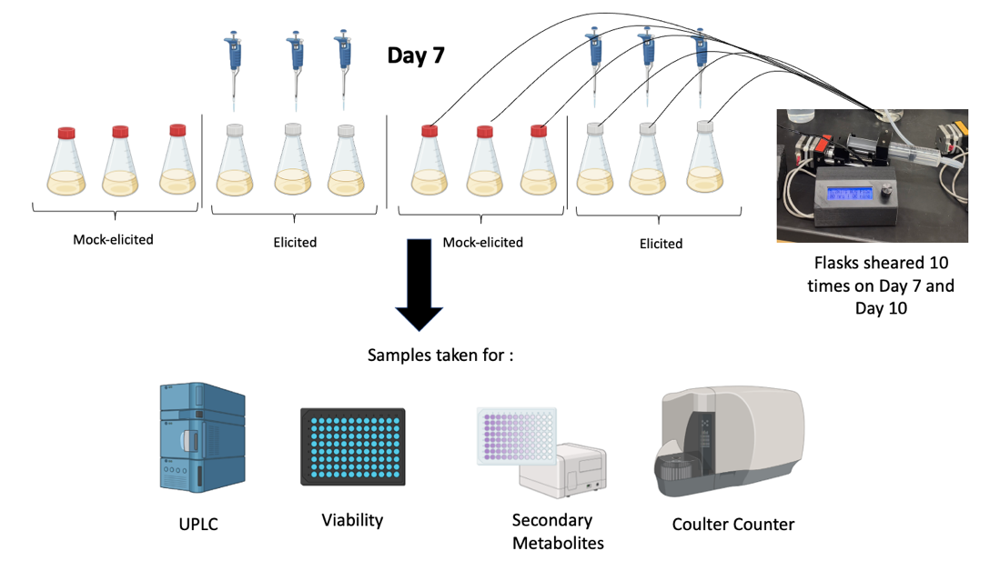 Day 7
Mock-elicited
Elicited
Mock-elicited
Elicited
Flasks sheared 10
times on Day 7 and
Day 10
Samples taken for :
UPLC
Viability
Secondary
Metabolites
Coulter Counter